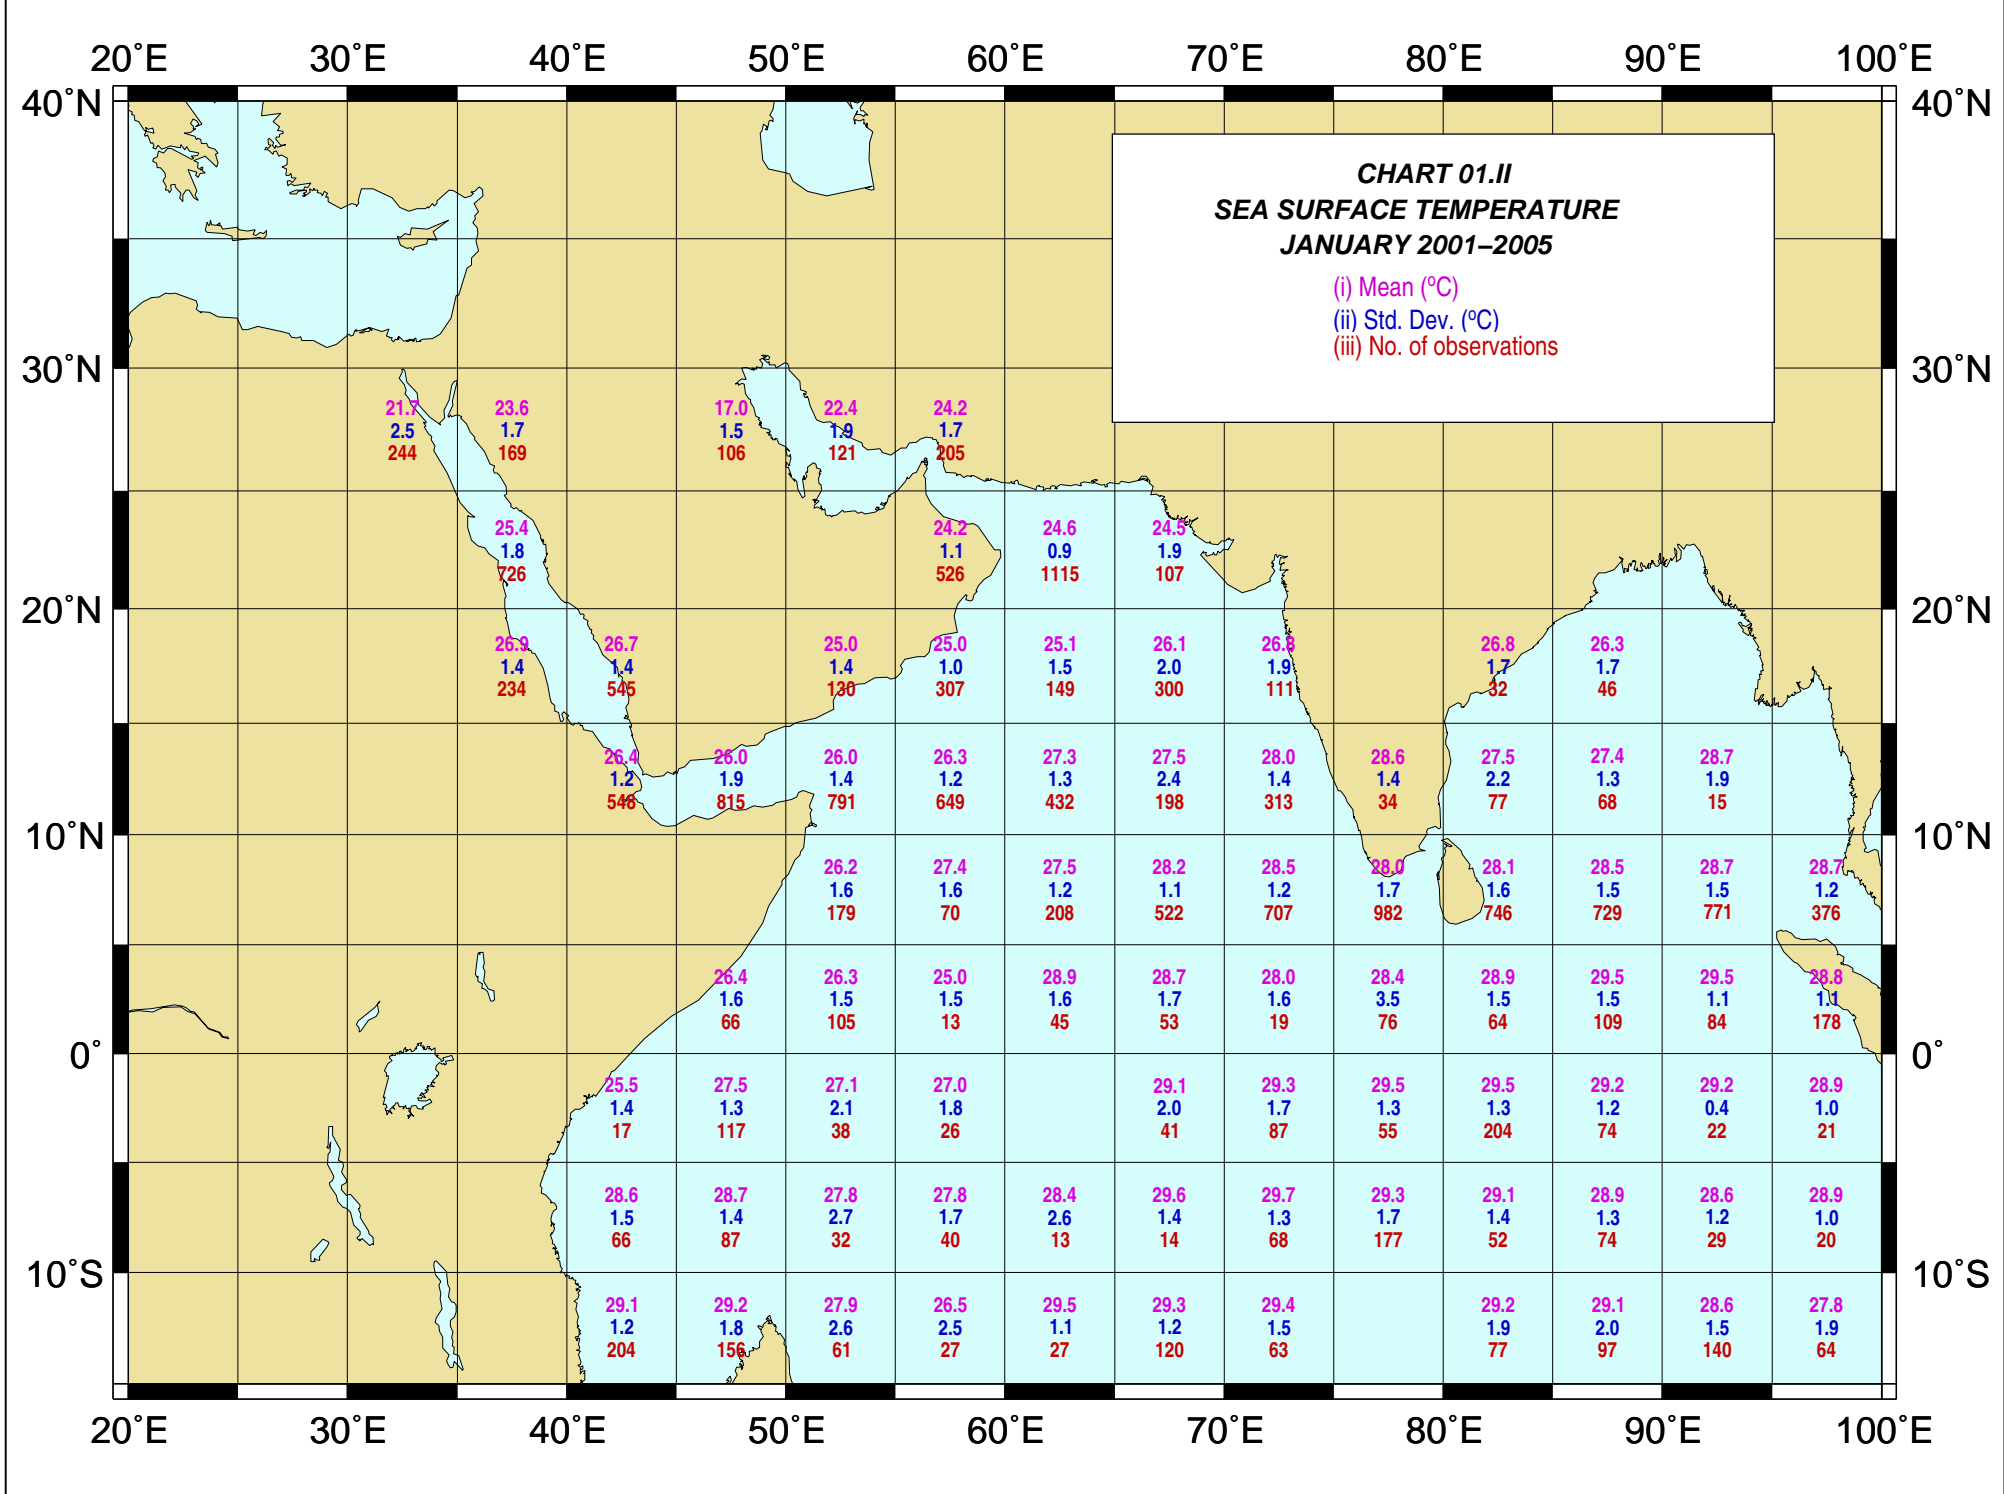 20˚E 30˚E 40˚E 50˚E 60˚E 70˚E 80˚E 90˚E 100˚E
40˚N 40˚N
CHART 01.II
SEA SURFACE TEMPERATURE
JANUARY 2001–2005
(i) Mean (ºC)
(ii) Std. Dev. (ºC)
(iii) No. of observations
30˚N 30˚N
21.7 23.6 17.0 22.4 24.2
2.5 1.7 1.5 1.9 1.7
244 169 106 121 205
25.4 24.2 24.6 24.5
1.8 1.1 0.9 1.9
726 526 1115 107
20˚N 20˚N
26.9 26.7 25.0 25.0 25.1 26.1 26.8 26.8 26.3
1.4 1.4 1.4 1.0 1.5 2.0 1.9 1.7 1.7
234 545 130 307 149 300 111 32 46
26.4 26.0 26.0 26.3 27.3 27.5 28.0 28.6 27.5 27.4 28.7
1.2 1.9 1.4 1.2 1.3 2.4 1.4 1.4 2.2 1.3 1.9
548 815 791 649 432 198 313 34 77 68 15
10˚N 10˚N
26.2 27.4 27.5 28.2 28.5 28.0 28.1 28.5 28.7 28.7
1.6 1.6 1.2 1.1 1.2 1.7 1.6 1.5 1.5 1.2
179 70 208 522 707 982 746 729 771 376
26.4 26.3 25.0 28.9 28.7 28.0 28.4 28.9 29.5 29.5 28.8
1.6 1.5 1.5 1.6 1.7 1.6 3.5 1.5 1.5 1.1 1.1
66 105 13 45 53 19 76 64 109 84 178
0˚ 0˚
25.5 27.5 27.1 27.0 29.1 29.3 29.5 29.5 29.2 29.2 28.9
1.4 1.3 2.1 1.8 2.0 1.7 1.3 1.3 1.2 0.4 1.0
17 117 38 26 41 87 55 204 74 22 21
28.6 28.7 27.8 27.8 28.4 29.6 29.7 29.3 29.1 28.9 28.6 28.9
1.5 1.4 2.7 1.7 2.6 1.4 1.3 1.7 1.4 1.3 1.2 1.0
66 87 32 40 13 14 68 177 52 74 29 20
10˚S 10˚S
29.1 29.2 27.9 26.5 29.5 29.3 29.4 29.2 29.1 28.6 27.8
1.2 1.8 2.6 2.5 1.1 1.2 1.5 1.9 2.0 1.5 1.9
204 156 61 27 27 120 63 77 97 140 64
20˚E 30˚E 40˚E 50˚E 60˚E 70˚E 80˚E 90˚E 100˚E